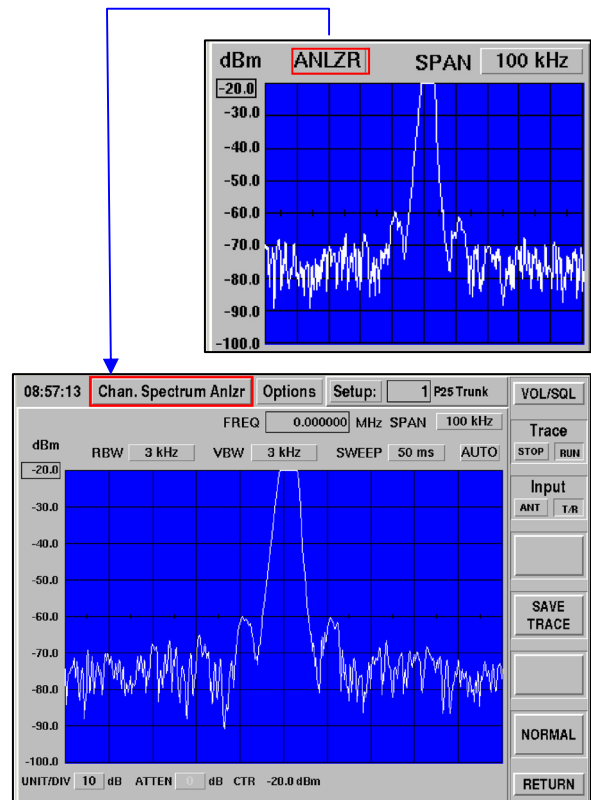 dBm ANLZR SPAN 100 kHz
-20.0
-30.0
-40.0
-50.0
-60.0
-70.0
-80.0
-90.0
-100.0
08:57:13 Chan. Spectrum Anlzr Options Setup: 1 P25 Trunk VOL/SQL
FREQ 0.000000 MHz SPAN 100 kHz
dBm RBW 3 kHz VBW 3 kHz SWEEP 50 ms AUTO
Trace
STOP RUN
Input
ANT T/R
SAVE
TRACE
NORMAL
RETURN
-20.0
-30.0
-40.0
-50.0
-60.0
-70.0
-80.0
-90.0
-100.0
UNIT/DIV 10 dB ATTEN 0 dB CTR -20.0 dBm